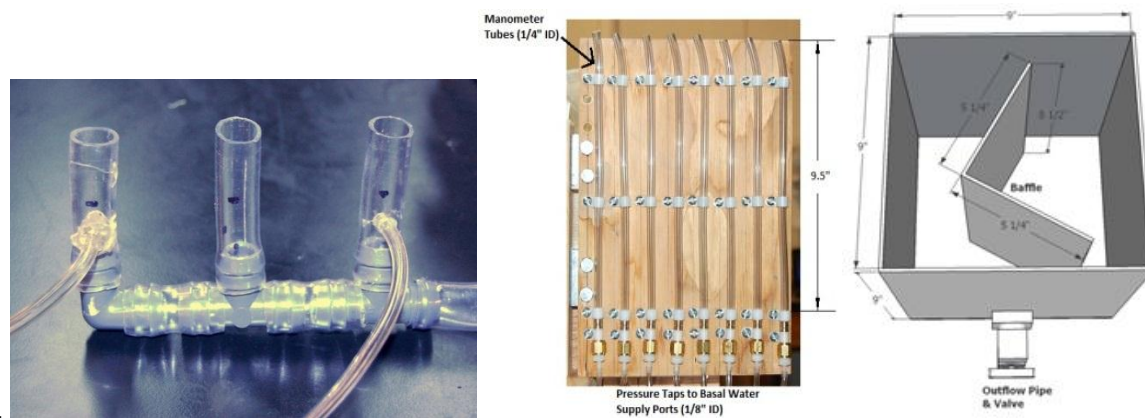 Manometer
Tubes (1/4" ID)
9.5"
Pressure Taps to Basal Water
Supply Ports (1/8" ID)
9"
9"
5 1/4"
8 1/2"
Baffle
5 1/4"
9"
Outflow Pipe
& Valve